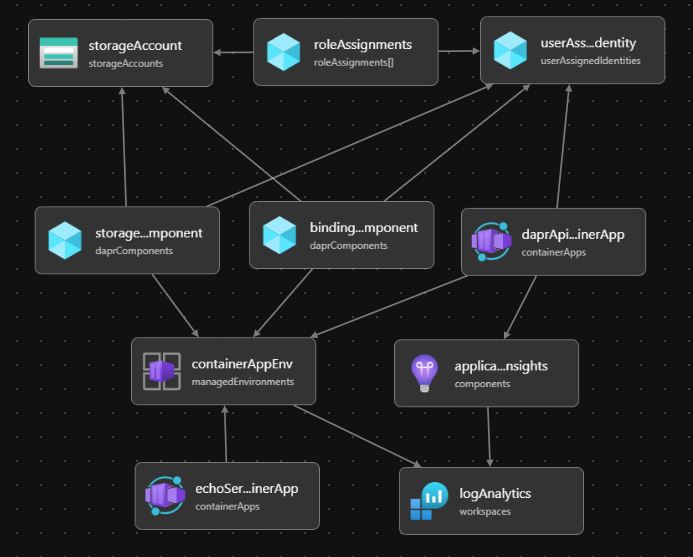 storageAccount
storageAccounts
roleAssignments
roleAssignments[]
userAss...dentity
userAssignedIdentities
storage...mponent
daprComponents
binding...mponent
daprComponents
daprApi...inerApp
containerApps
containerAppEnv
managedEnvironments
applica...nsights
components
echoSer...inerApp
containerApps
logAnalytics
workspaces